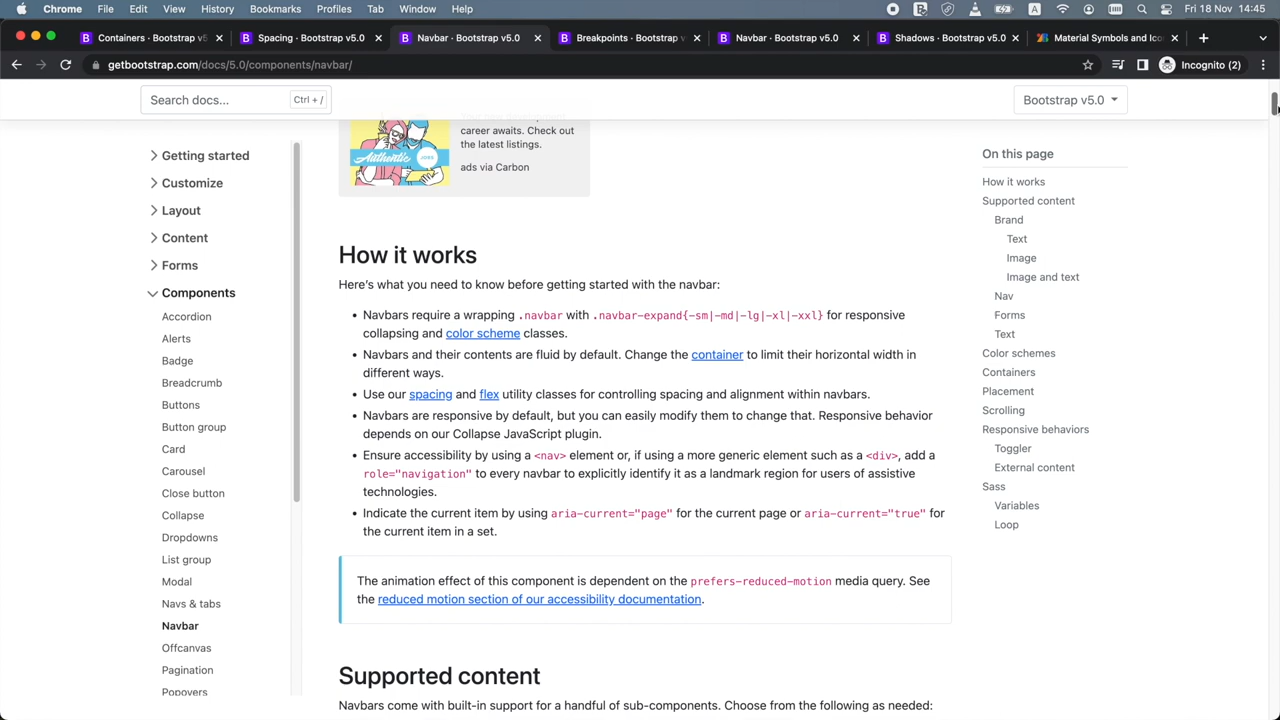 Chrome File Edit View History Bookmarks Profiles Tab Window Help Fri 18 Nov 14:45
Containers · Bootstrap v5. Spacing · Bootstrap v5.0 Navbar · Bootstrap v5.0 Breakpoints · Bootstrap v Navbar · Bootstrap v5.0 Shadows · Bootstrap v5.0 Material Symbols and Ico
getbootstrap.com/docs/5.0/components/navbar/ Incognito (2)
Search docs... Ctrl + / Bootstrap v5.0
career awaits. Check out
the latest listings.
Authentic JOBS
ads via Carbon
Getting started
Customize
Layout
Content
Forms
Components
Accordion
Alerts
Badge
Breadcrumb
Buttons
Button group
Card
Carousel
Close button
Collapse
Dropdowns
List group
Modal
Navs & tabs
Navbar
Offcanvas
Pagination
Popovers
How it works
Here's what you need to know before getting started with the navbar:
• Navbars require a wrapping .navbar with .navbar-expand{-sm|-md|-lg|-xl|-xxl} for responsive
collapsing and color scheme classes.
• Navbars and their contents are fluid by default. Change the container to limit their horizontal width in
different ways.
• Use our spacing and flex utility classes for controlling spacing and alignment within navbars.
• Navbars are responsive by default, but you can easily modify them to change that. Responsive behavior
depends on our Collapse JavaScript plugin.
• Ensure accessibility by using a <nav> element or, if using a more generic element such as a <div>, add a
role="navigation" to every navbar to explicitly identify it as a landmark region for users of assistive
technologies.
• Indicate the current item by using aria-current="page" for the current page or aria-current="true" for
the current item in a set.
The animation effect of this component is dependent on the prefers-reduced-motion media query. See
the reduced motion section of our accessibility documentation.
Supported content
Navbars come with built-in support for a handful of sub-components. Choose from the following as needed:
On this page
How it works
Supported content
Brand
Text
Image
Image and text
Nav
Forms
Text
Color schemes
Containers
Placement
Scrolling
Responsive behaviors
Toggler
External content
Sass
Variables
Loop